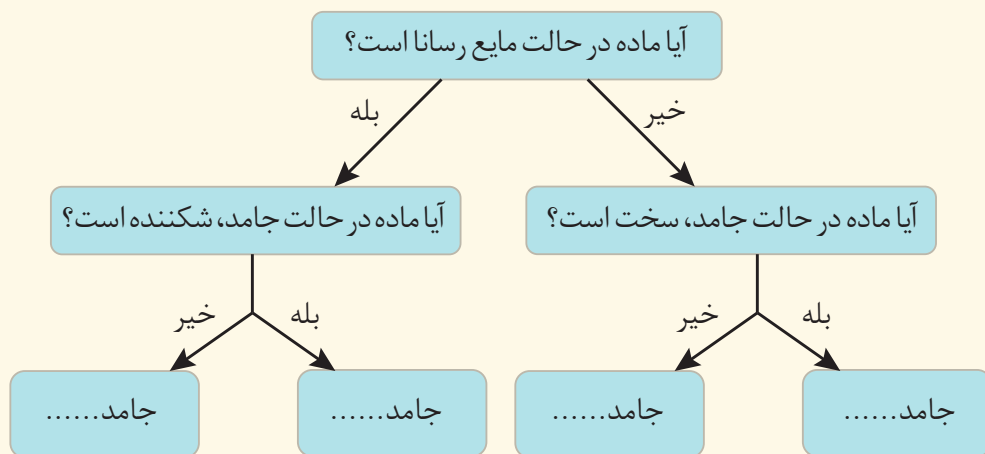 آیا ماده در حالت مایع رسانا است؟
خیر
بله
آیا ماده در حالت جامد، سخت است؟
آیا ماده در حالت جامد، شکننده است؟
بله
خیر
بله
خیر
جامد......
جامد......
جامد......
جامد......